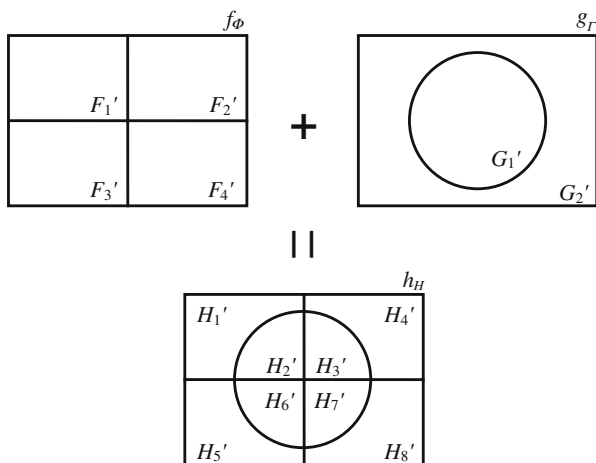 f_Φ g_Γ
F₁′ F₂′
+
G₁′
F₃′ F₄′ G₂′
=
h_H
H₁′ H₄′
H₂′ H₃′
H₆′ H₇′
H₅′ H₈′